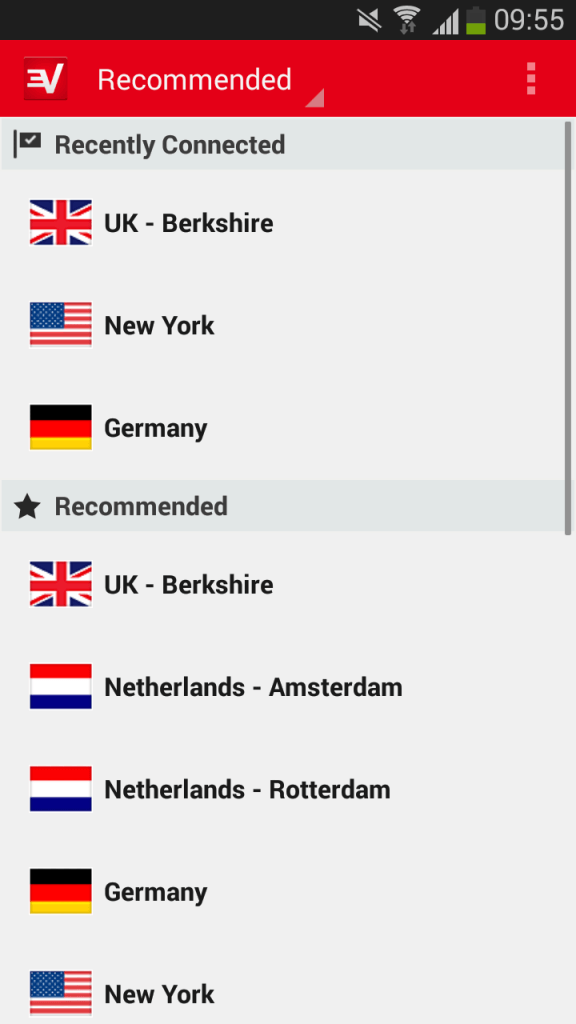 09:55
Recommended
Recently Connected
UK - Berkshire
New York
Germany
Recommended
UK - Berkshire
Netherlands - Amsterdam
Netherlands - Rotterdam
Germany
New York